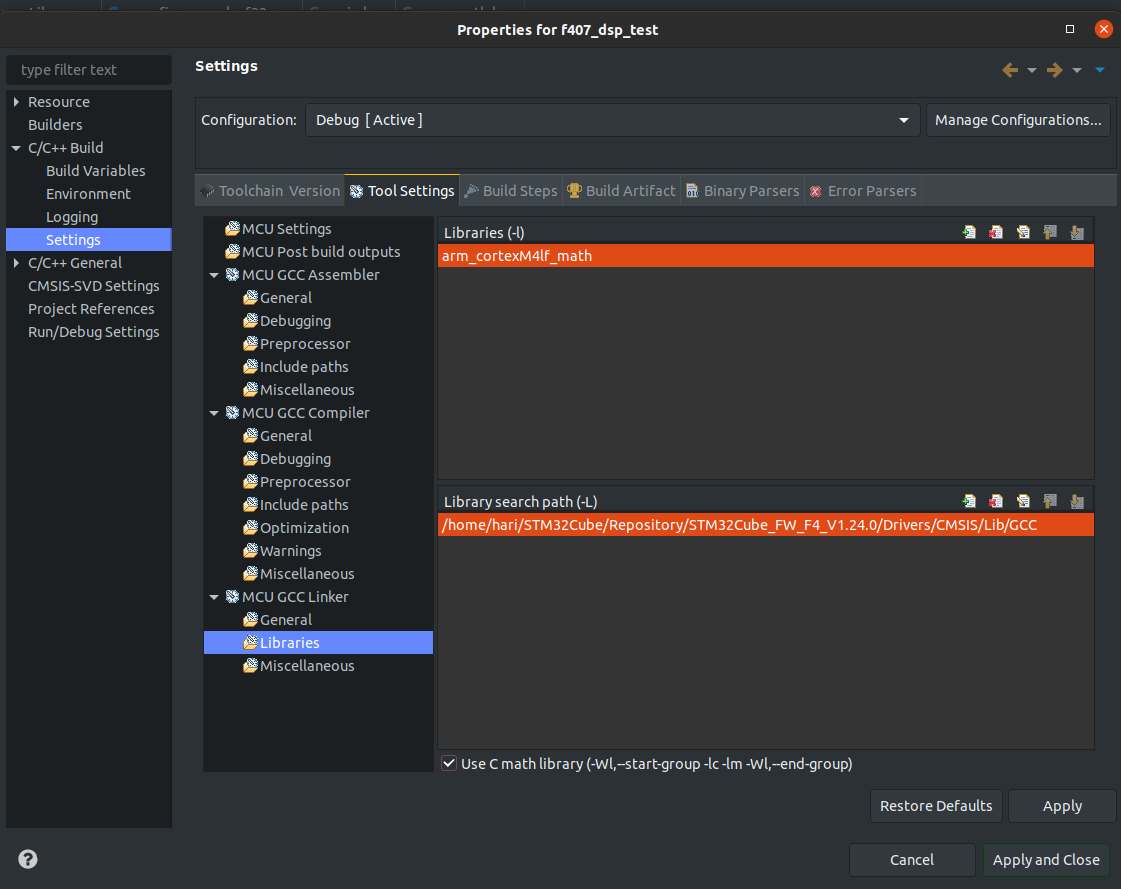 Properties for f407_dsp_test
type filter text
Resource
Builders
C/C++ Build
Build Variables
Environment
Logging
Settings
C/C++ General
CMSIS-SVD Settings
Project References
Run/Debug Settings
Settings
Configuration:
Debug [ Active ]
Manage Configurations...
Toolchain Version
Tool Settings
Build Steps
Build Artifact
Binary Parsers
Error Parsers
MCU Settings
MCU Post build outputs
MCU GCC Assembler
General
Debugging
Preprocessor
Include paths
Miscellaneous
MCU GCC Compiler
General
Debugging
Preprocessor
Include paths
Optimization
Warnings
Miscellaneous
MCU GCC Linker
General
Libraries
Miscellaneous
Libraries (-l)
arm_cortexM4lf_math
Library search path (-L)
/home/hari/STM32Cube/Repository/STM32Cube_FW_F4_V1.24.0/Drivers/CMSIS/Lib/GCC
Use C math library (-Wl,--start-group -lc -lm -Wl,--end-group)
Restore Defaults
Apply
?
Cancel
Apply and Close